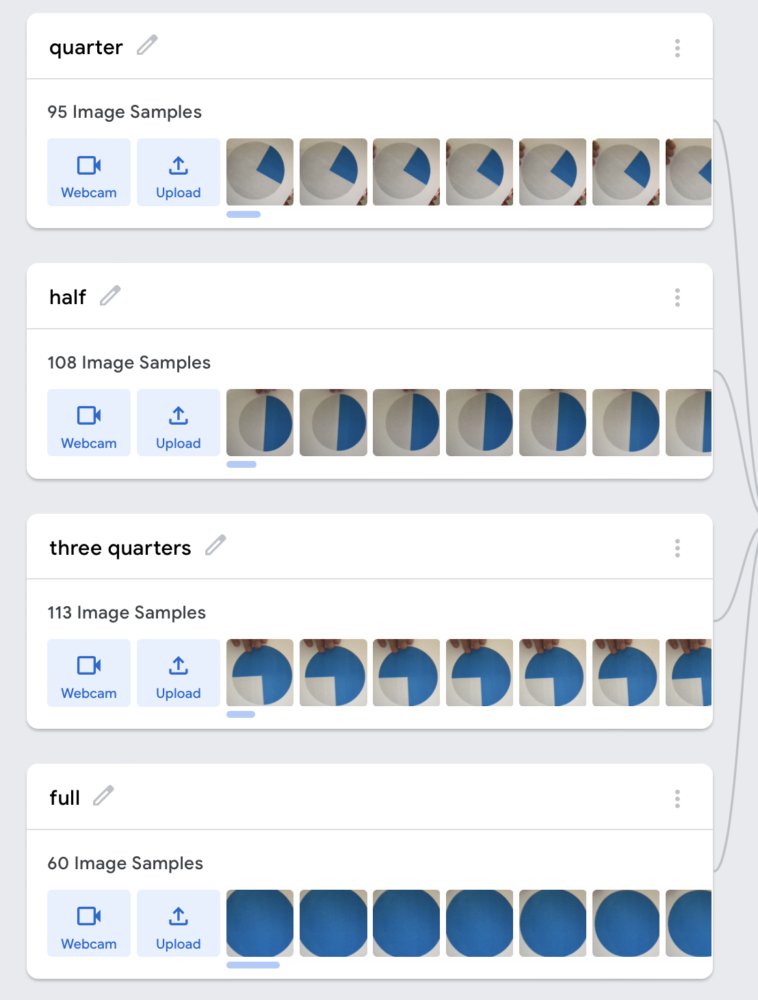 quarter
95 Image Samples
Webcam
Upload
half
108 Image Samples
Webcam
Upload
three quarters
113 Image Samples
Webcam
Upload
full
60 Image Samples
Webcam
Upload